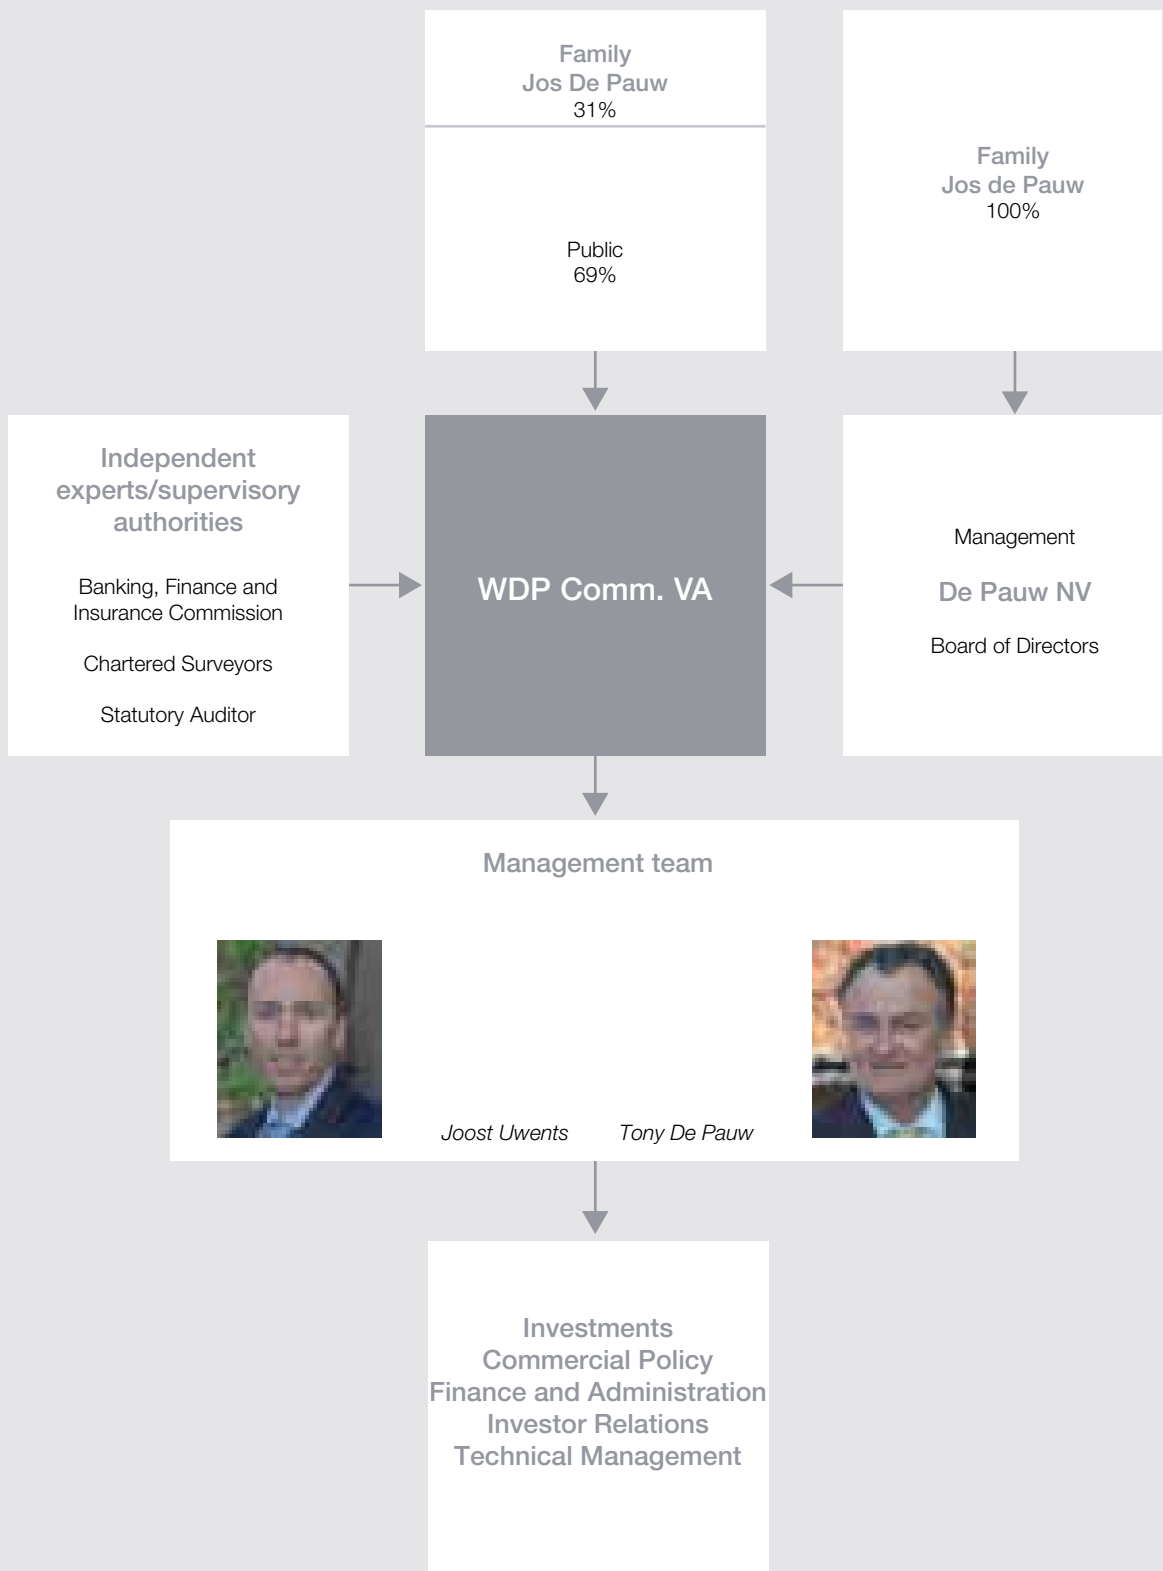 Family
Jos De Pauw
31%
Public
69%
Family
Jos de Pauw
100%
Independent
experts/supervisory
authorities
Banking, Finance and
Insurance Commission
Chartered Surveyors
Statutory Auditor
WDP Comm. VA
Management
De Pauw NV
Board of Directors
Management team
Joost Uwents
Tony De Pauw
Investments
Commercial Policy
Finance and Administration
Investor Relations
Technical Management